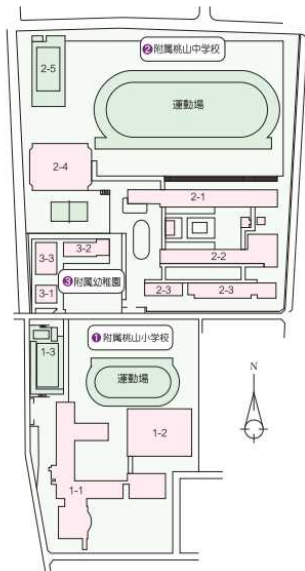 ❷附属桃山中学校
2-5
運動場
2-4
2-1
3-2
3-3
2-2
❸附属幼稚園
3-1
2-3
2-3
❶附属桃山小学校
1-3
運動場
N
1-2
1-1